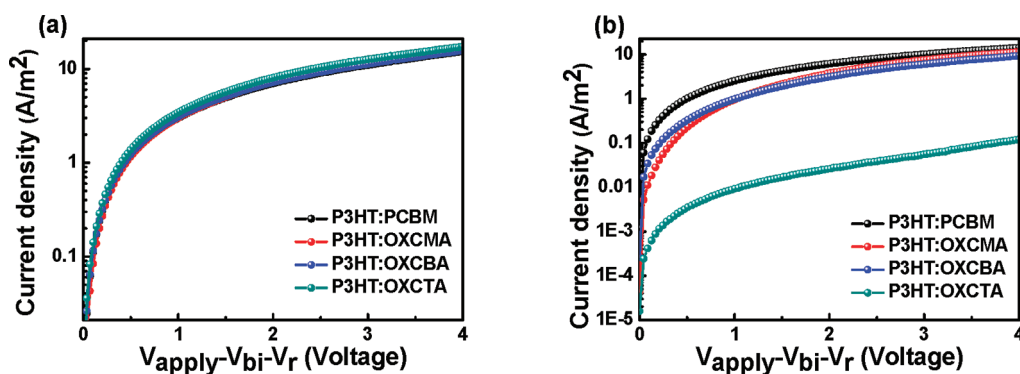 (a)
Current density (A/m²)
10
1
0.1
P3HT:PCBM
P3HT:OXCMA
P3HT:OXCBA
P3HT:OXCTA
0 1 2 3 4
Vapply-Vbi-Vr (Voltage)
(b)
Current density (A/m²)
10
1
0.1
0.01
1E-3
1E-4
1E-5
P3HT:PCBM
P3HT:OXCMA
P3HT:OXCBA
P3HT:OXCTA
0 1 2 3 4
Vapply-Vbi-Vr (Voltage)